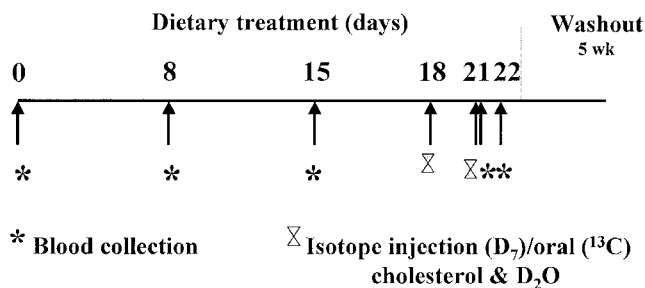 Dietary treatment (days)
Washout
5 wk
0 8 15 18 21 22
* * * ⧖ ⧖ * *
* Blood collection
⧖ Isotope injection (D₇)/oral (¹³C)
cholesterol & D₂O